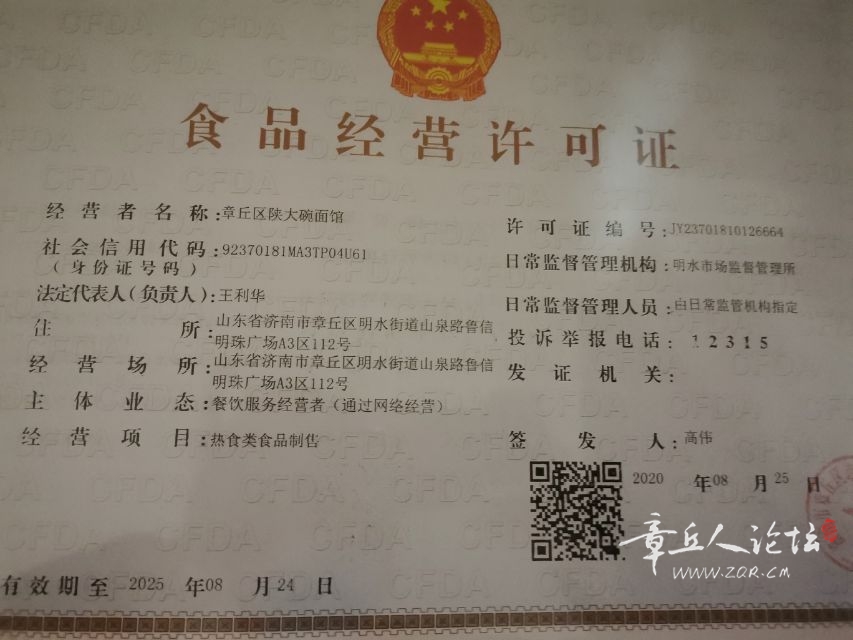 食品经营许可证
经营者名称:章丘区陕大碗面馆
社会信用代码:92370181MA3TP04U61
(身份证号码)
法定代表人(负责人):王利华
住所:山东省济南市章丘区明水街道山泉路鲁信
明珠广场A3区112号
经营场所:山东省济南市章丘区明水街道山泉路鲁信
明珠广场A3区112号
主体业态:餐饮服务经营者(通过网络经营)
经营项目:热食类食品制售
许可证编号:JY23701810126664
日常监督管理机构:明水市场监督管理所
日常监督管理人员:由日常监管机构指定
投诉举报电话:12315
发证机关:
签发人:高伟
2020年08月25日
有效期至2025年08月24日
章丘人论坛
WWW.ZQR.CM